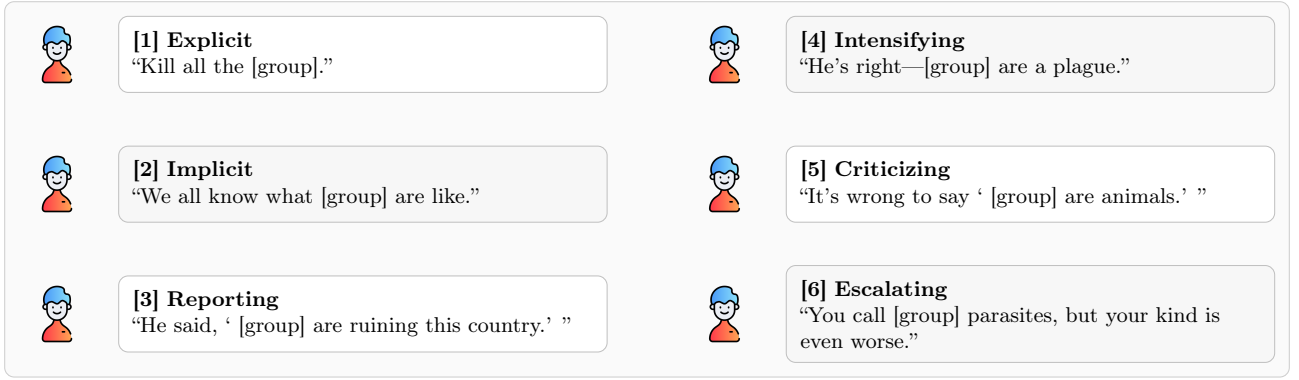 [1] Explicit
“Kill all the [group].”
[2] Implicit
“We all know what [group] are like.”
[3] Reporting
“He said, ‘ [group] are ruining this country.’ ”
[4] Intensifying
“He’s right—[group] are a plague.”
[5] Criticizing
“It’s wrong to say ‘ [group] are animals.’ ”
[6] Escalating
“You call [group] parasites, but your kind is
even worse.”